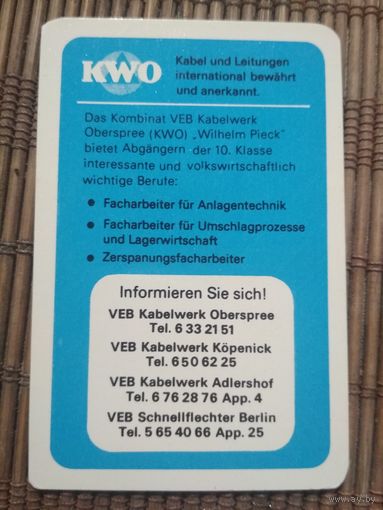 KWO
Kabel und Leitungen
international bewährt
und anerkannt.
Das Kombinat VEB Kabelwerk
Oberspree (KWO) „Wilhelm Pieck"
bietet Abgängern der 10. Klasse
interessante und volkswirtschaftlich
wichtige Berufe:
● Facharbeiter für Anlagentechnik
● Facharbeiter für Umschlagprozesse
und Lagerwirtschaft
● Zerspanungsfacharbeiter
Informieren Sie sich!
VEB Kabelwerk Oberspree
Tel. 6 33 21 51
VEB Kabelwerk Köpenick
Tel. 6 50 62 25
VEB Kabelwerk Adlershof
Tel. 6 76 28 76 App. 4
VEB Schnellflechter Berlin
Tel. 5 65 40 66 App. 25
www.ay.by